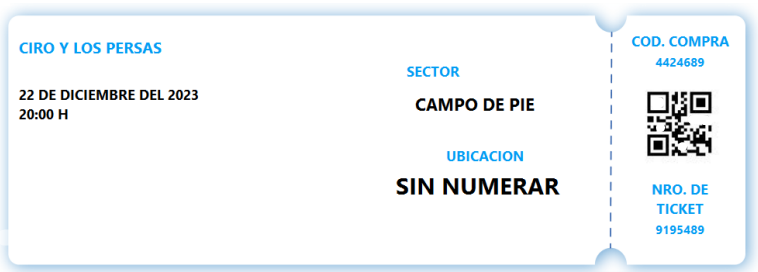 CIRO Y LOS PERSAS
22 DE DICIEMBRE DEL 2023
20:00 H
SECTOR
CAMPO DE PIE
UBICACION
SIN NUMERAR
COD. COMPRA
4424689
NRO. DE
TICKET
9195489